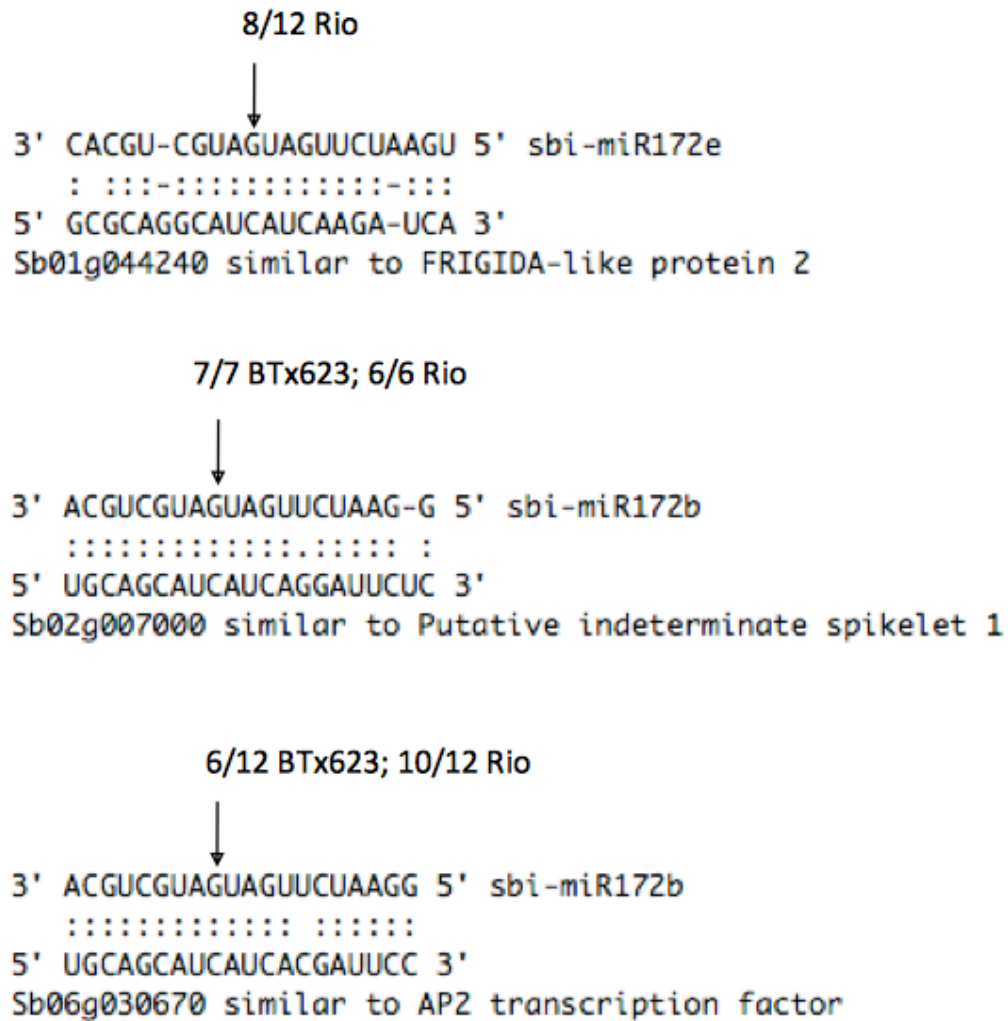 8/12 Rio
3' CACGU-CGUAGUAGUUCUAAGU 5' sbi-miR172e
: :::-::::::::::::-:::
5' GCGCAGGCAUCAUCAAGA-UCA 3'
Sb01g044240 similar to FRIGIDA-like protein 2
7/7 BTx623; 6/6 Rio
3' ACGUCGUAGUAGUUCUAAG-G 5' sbi-miR172b
:::::::::::::.::::: :
5' UGCAGCAUCAUCAGGAUUCUC 3'
Sb02g007000 similar to Putative indeterminate spikelet 1
6/12 BTx623; 10/12 Rio
3' ACGUCGUAGUAGUUCUAAGG 5' sbi-miR172b
::::::::::::: ::::::
5' UGCAGCAUCAUCACGAUUCC 3'
Sb06g030670 similar to AP2 transcription factor